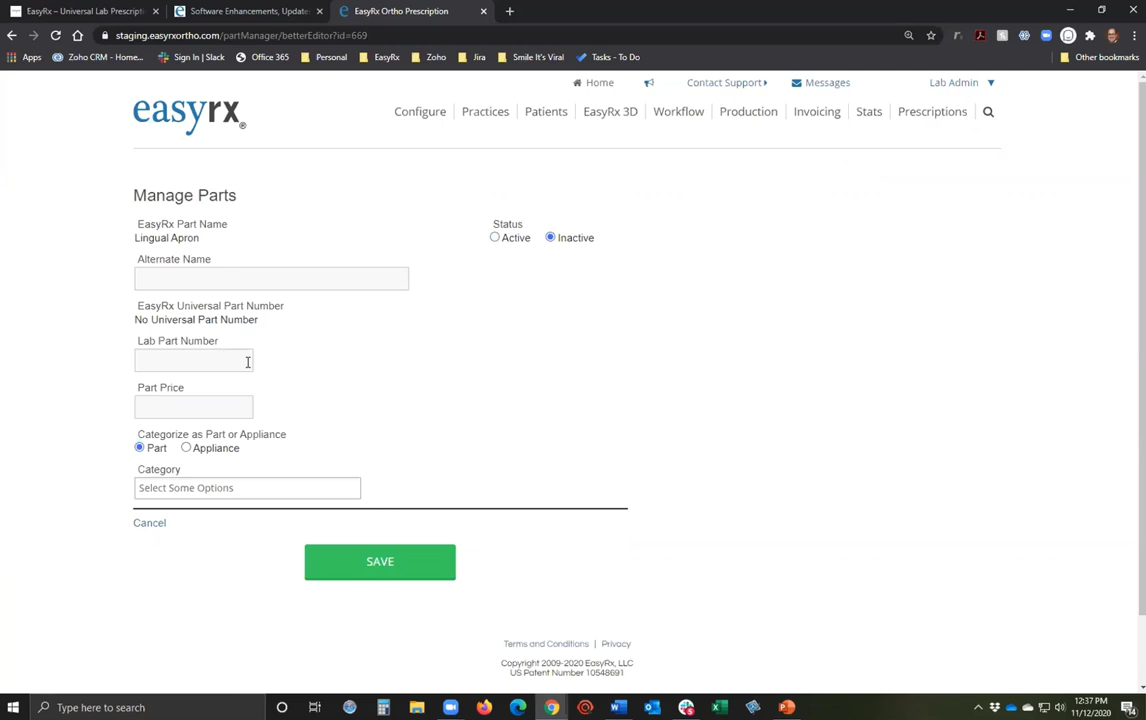 EasyRx – Universal Lab Prescripti
Software Enhancements, Update
EasyRx Ortho Prescription
staging.easyrxortho.com/partManager/betterEditor?id=669
Apps Zoho CRM - Home... Sign In | Slack Office 365 Personal EasyRx Zoho Jira Smile It's Viral Tasks - To Do Other bookmarks
Home Contact Support Messages Lab Admin
easyrx®
Configure Practices Patients EasyRx 3D Workflow Production Invoicing Stats Prescriptions
Manage Parts
EasyRx Part Name
Lingual Apron
Status
Active Inactive
Alternate Name
EasyRx Universal Part Number
No Universal Part Number
Lab Part Number
Part Price
Categorize as Part or Appliance
Part Appliance
Category
Select Some Options
Cancel
SAVE
Terms and Conditions | Privacy
Copyright 2009-2020 EasyRx, LLC
US Patent Number 10548691
Type here to search
12:37 PM
11/12/2020